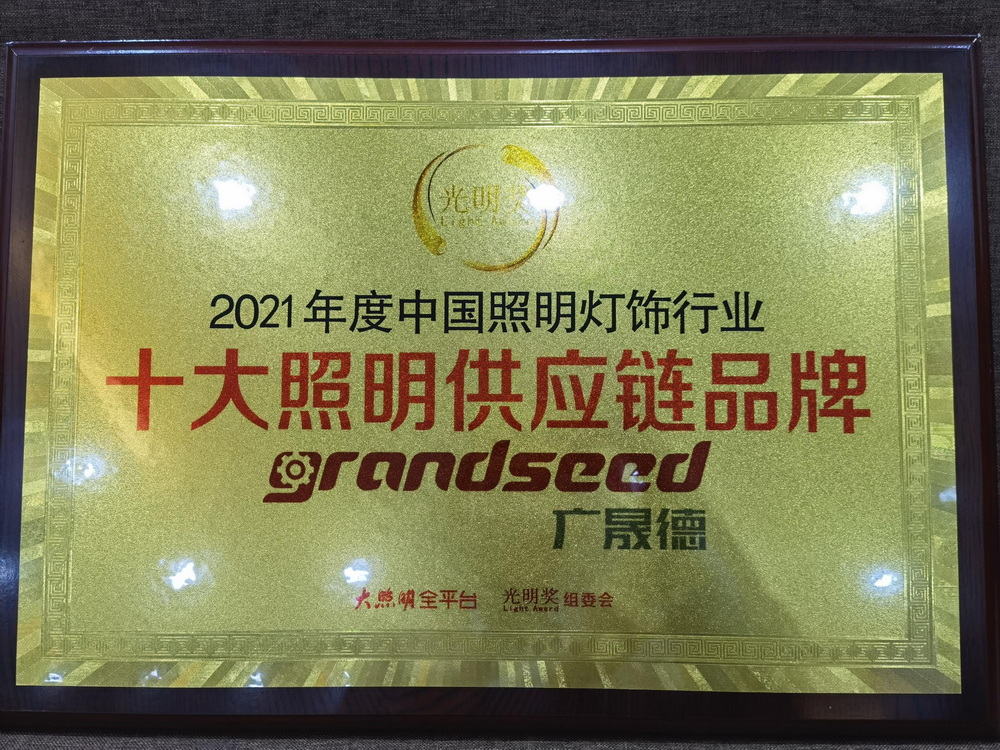 光明奖
Light Award
2021年度中国照明灯饰行业
十大照明供应链品牌
grandseed
广晟德
大照明全平台 光明奖 Light Award 组委会